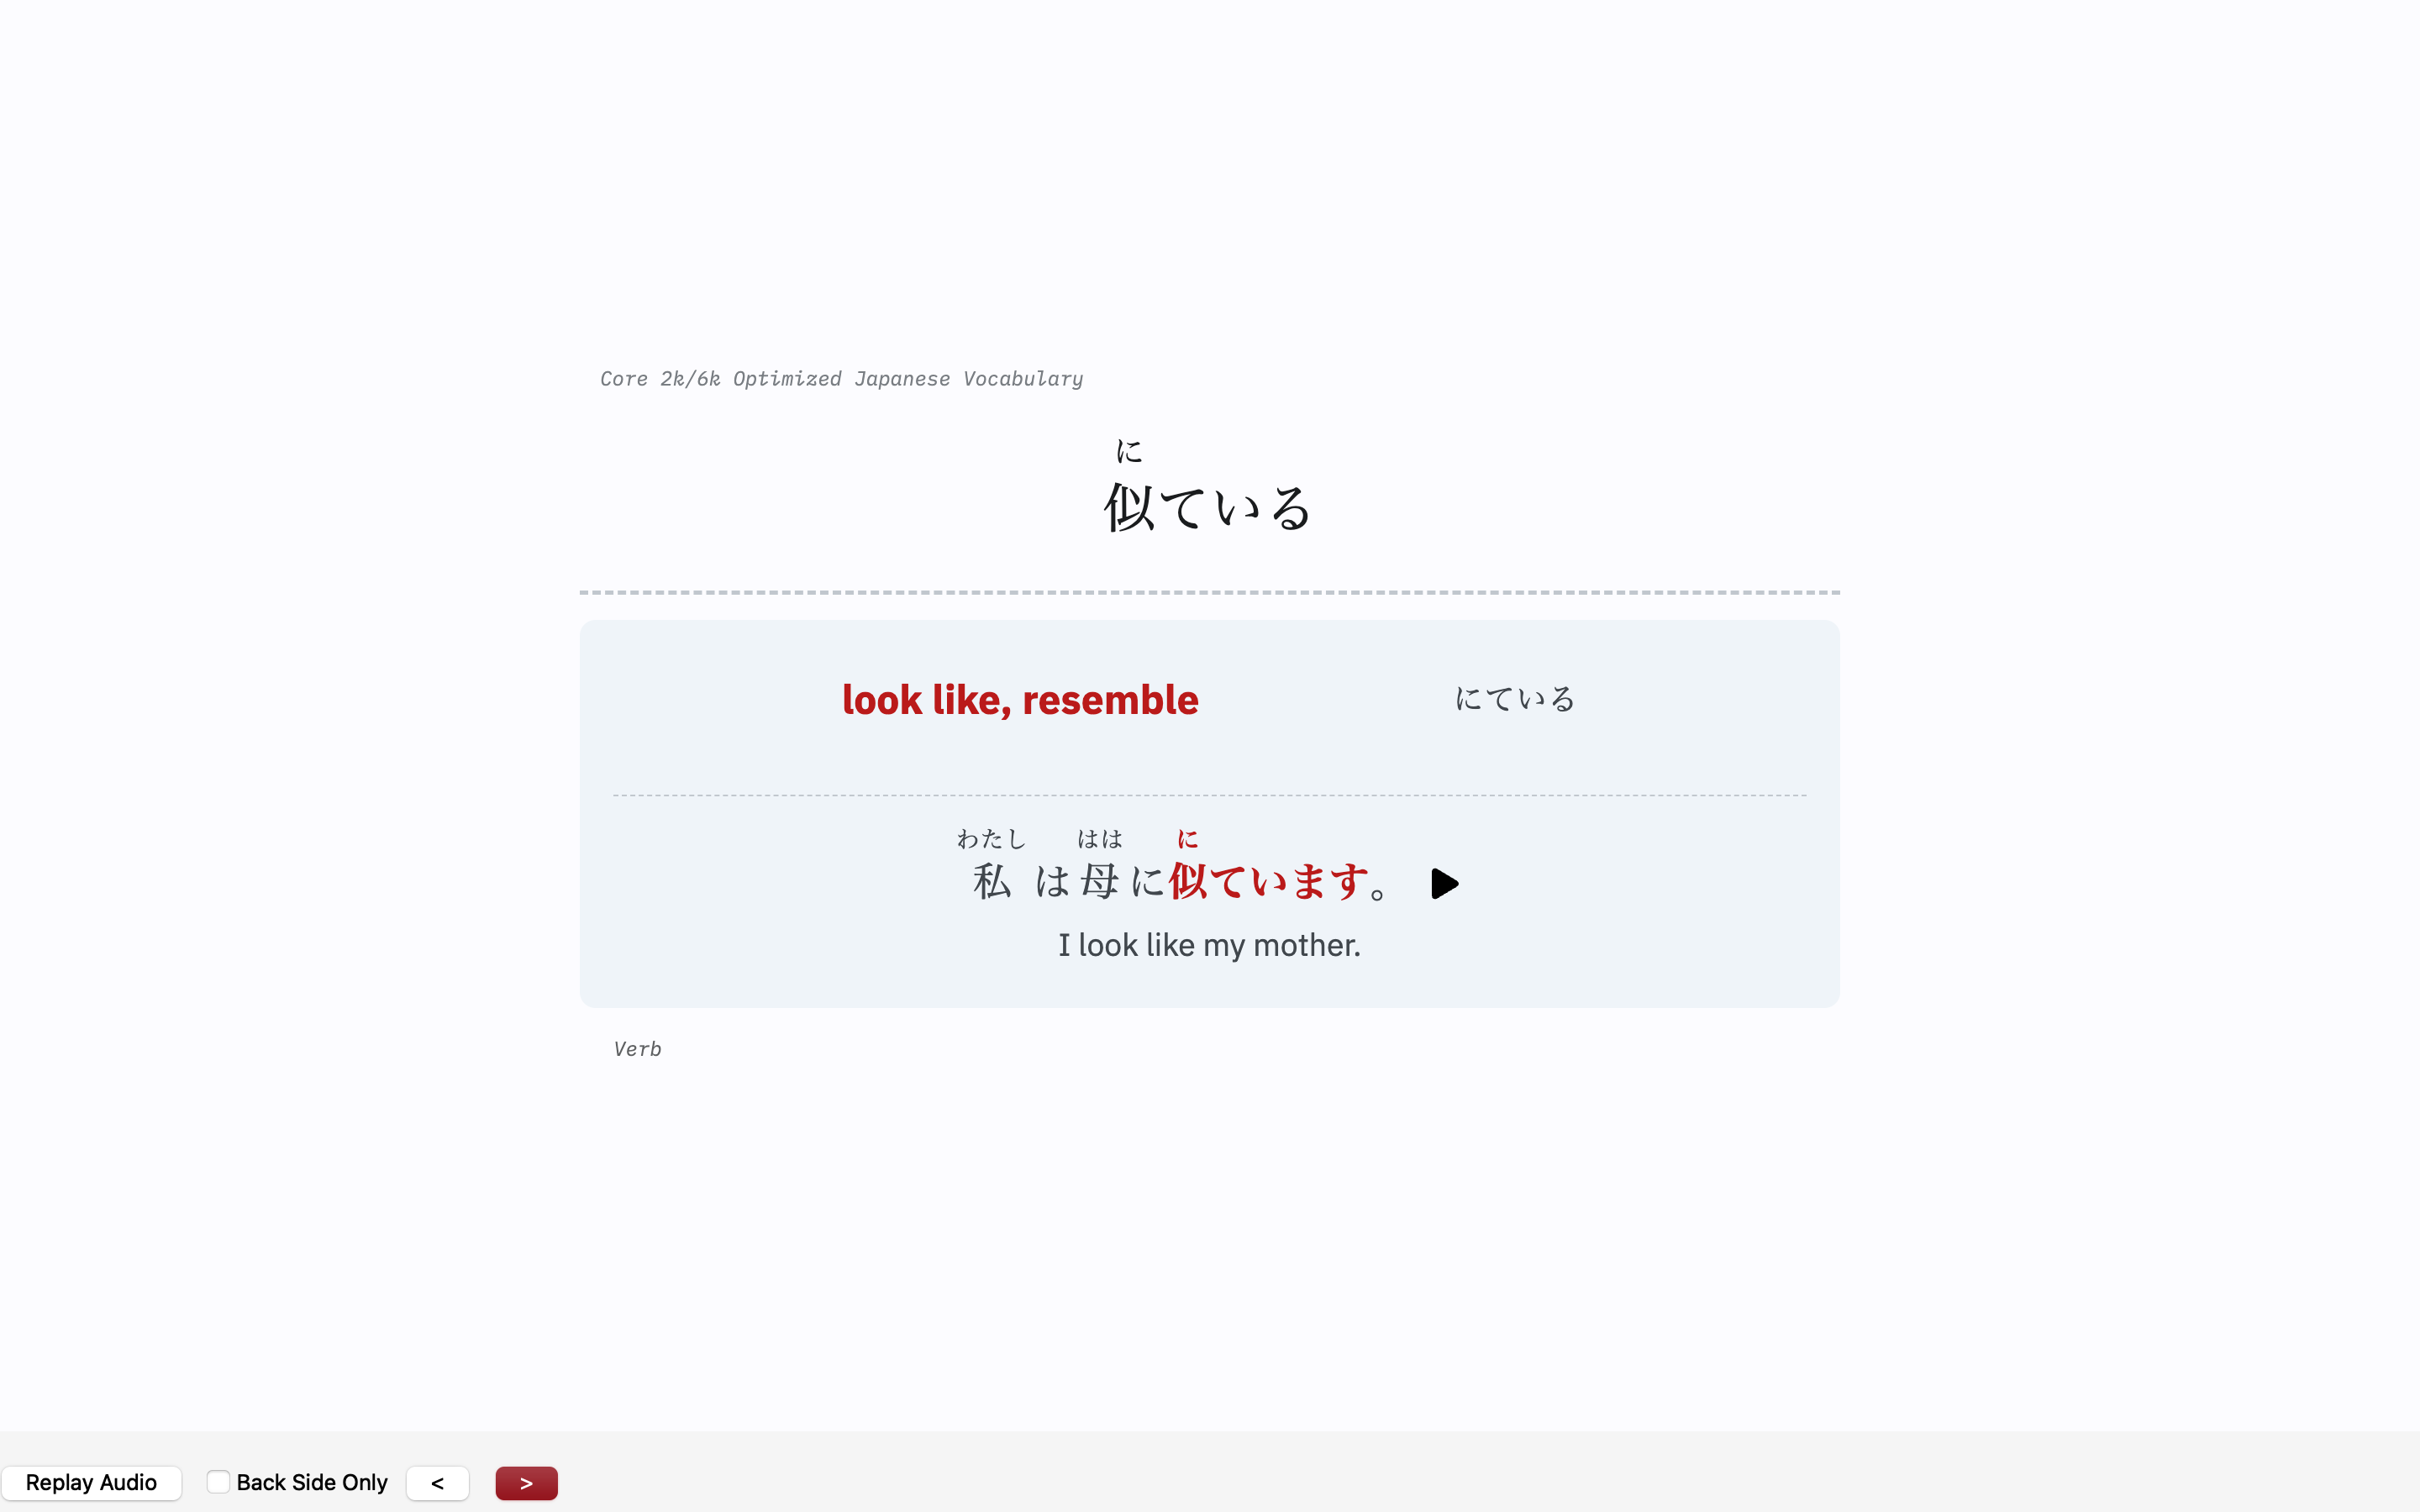 Core 2k/6k Optimized Japanese Vocabulary
に
似ている
look like, resemble にている
わたし はは に
私 は 母 に似ています。
I look like my mother.
Verb
Replay Audio Back Side Only < >